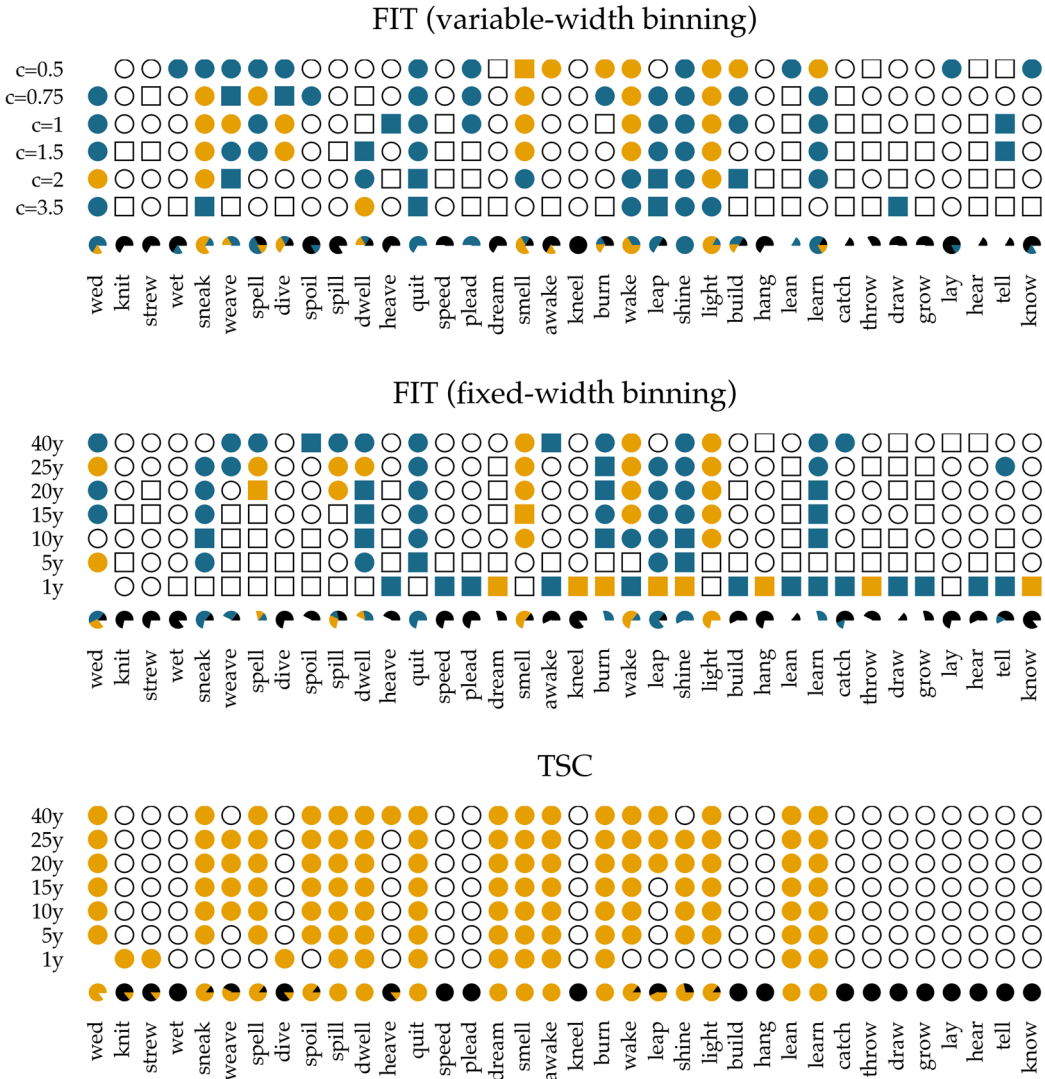 FIT (variable-width binning)
c=0.5
c=0.75
c=1
c=1.5
c=2
c=3.5
wed knit strew wet sneak weave spell dive spoil spill dwell heave quit speed plead dream smell awake kneel burn wake leap shine light build hang lean learn catch throw draw grow lay hear tell know
FIT (fixed-width binning)
40y
25y
20y
15y
10y
5y
1y
wed knit strew wet sneak weave spell dive spoil spill dwell heave quit speed plead dream smell awake kneel burn wake leap shine light build hang lean learn catch throw draw grow lay hear tell know
TSC
40y
25y
20y
15y
10y
5y
1y
wed knit strew wet sneak weave spell dive spoil spill dwell heave quit speed plead dream smell awake kneel burn wake leap shine light build hang lean learn catch throw draw grow lay hear tell know